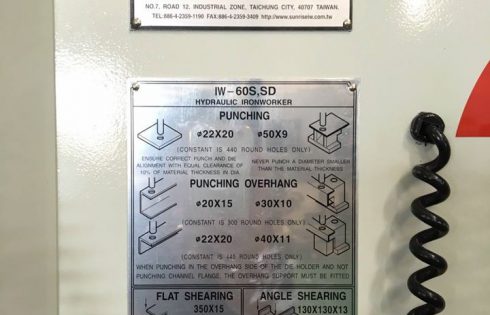 NO.7, ROAD 12, INDUSTRIAL ZONE, TAICHUNG CITY, 40707 TAIWAN.
TEL:886-4-2359-1190 FAX:886-4-2359-3409 http://www.sunriseiw.com
IW-60S,SD
HYDRAULIC IRONWORKER
PUNCHING
ø22X20 ø50X9
(CONSTANT IS 440 ROUND HOLES ONLY)
ENSURE CORRECT PUNCH AND DIE
ALIGNMENT WITH EQUAL CLEARANCE OF
10% OF MATERIAL THICKNESS IN DIA.
NEVER PUNCH A DIAMETER SMALLER
THAN THE MATERIAL THICKNESS
PUNCHING OVERHANG
ø20X15 ø30X10
(CONSTANT IS 300 ROUND HOLES ONLY)
ø22X20 ø40X11
(CONSTANT IS 440 ROUND HOLES ONLY)
WHEN PUNCHING IN THE OVERHANG SIDE OF THE DIE HOLDER AND NOT
PUNCHING CHANNEL FLANGE. THE OVERHANG SUPPORT MUST BE FITTED
FLAT SHEARING
350X15
ANGLE SHEARING
130X130X13